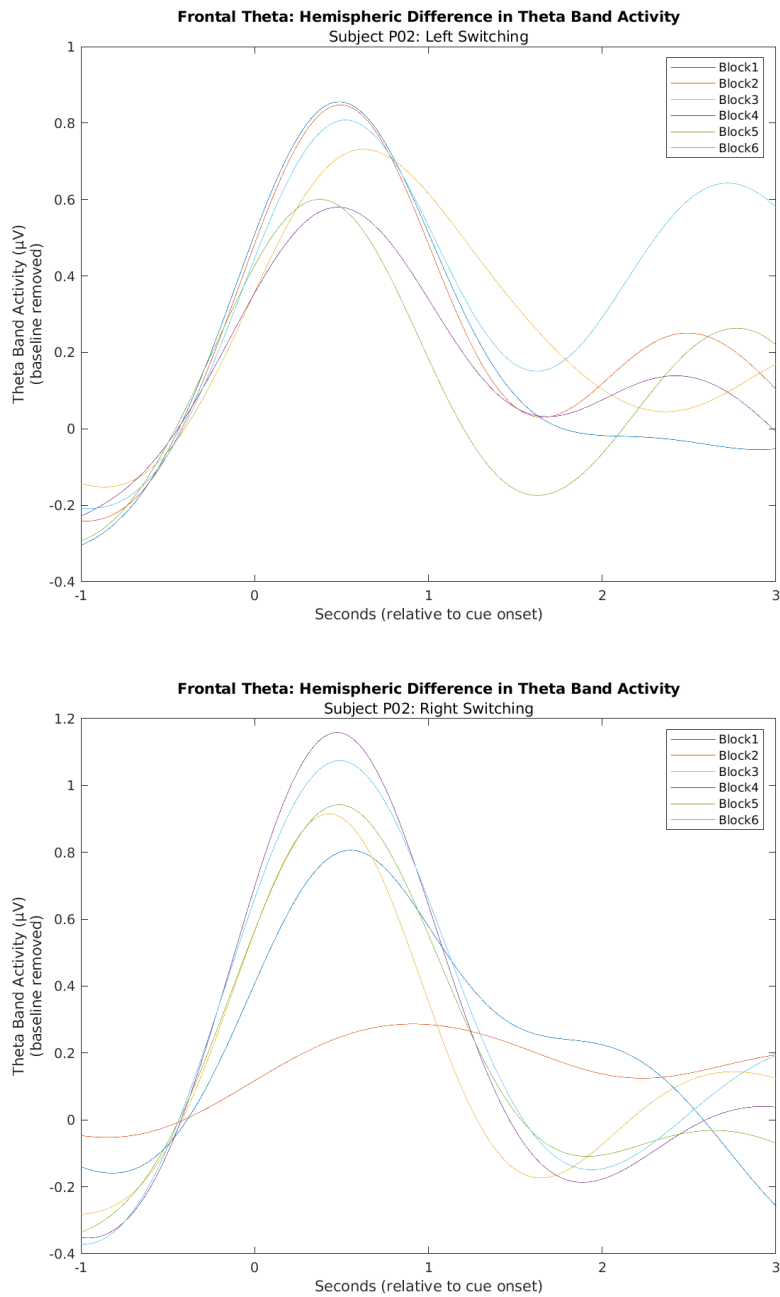 Frontal Theta: Hemispheric Difference in Theta Band Activity
Subject P02: Left Switching
1
0.8
0.6
0.4
0.2
0
-0.2
-0.4
Theta Band Activity (µV)
(baseline removed)
Block1
Block2
Block3
Block4
Block5
Block6
-1
0
1
2
3
Seconds (relative to cue onset)
Frontal Theta: Hemispheric Difference in Theta Band Activity
Subject P02: Right Switching
1.2
1
0.8
0.6
0.4
0.2
0
-0.2
-0.4
Theta Band Activity (µV)
(baseline removed)
Block1
Block2
Block3
Block4
Block5
Block6
-1
0
1
2
3
Seconds (relative to cue onset)